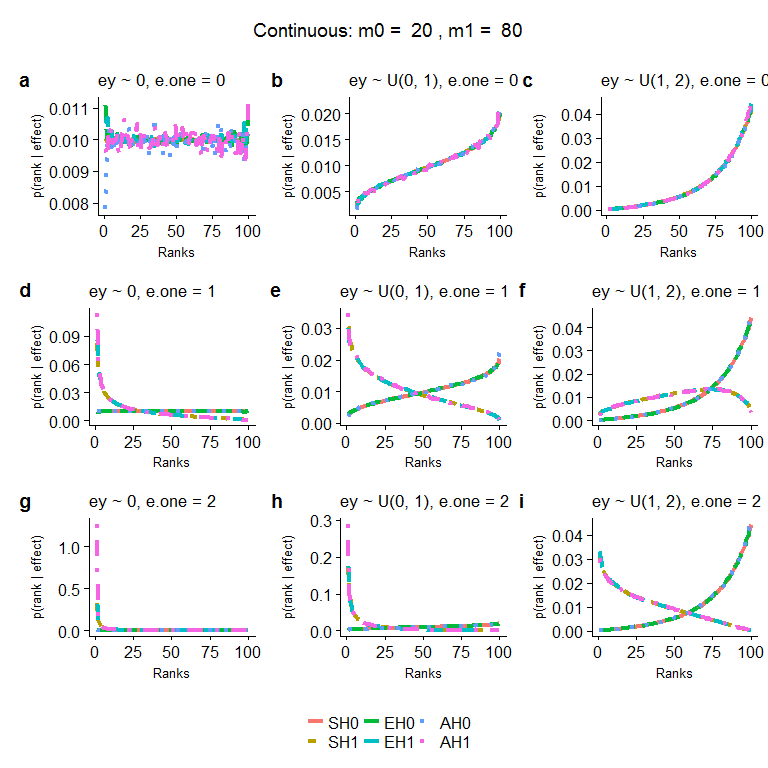 Continuous: m0 = 20 , m1 = 80
a ey ~ 0, e.one = 0
p(rank | effect)
0.011
0.010
0.009
0.008
0 25 50 75 100
Ranks
b ey ~ U(0, 1), e.one = 0
p(rank | effect)
0.020
0.015
0.010
0.005
0 25 50 75 100
Ranks
c ey ~ U(1, 2), e.one = 0
p(rank | effect)
0.04
0.03
0.02
0.01
0.00
0 25 50 75 100
Ranks
d ey ~ 0, e.one = 1
p(rank | effect)
0.09
0.06
0.03
0.00
0 25 50 75 100
Ranks
e ey ~ U(0, 1), e.one = 1
p(rank | effect)
0.03
0.02
0.01
0.00
0 25 50 75 100
Ranks
f ey ~ U(1, 2), e.one = 1
p(rank | effect)
0.04
0.03
0.02
0.01
0.00
0 25 50 75 100
Ranks
g ey ~ 0, e.one = 2
p(rank | effect)
1.0
0.5
0.0
0 25 50 75 100
Ranks
h ey ~ U(0, 1), e.one = 2
p(rank | effect)
0.3
0.2
0.1
0.0
0 25 50 75 100
Ranks
i ey ~ U(1, 2), e.one = 2
p(rank | effect)
0.04
0.03
0.02
0.01
0.00
0 25 50 75 100
Ranks
SH0 EH0 AH0
SH1 EH1 AH1